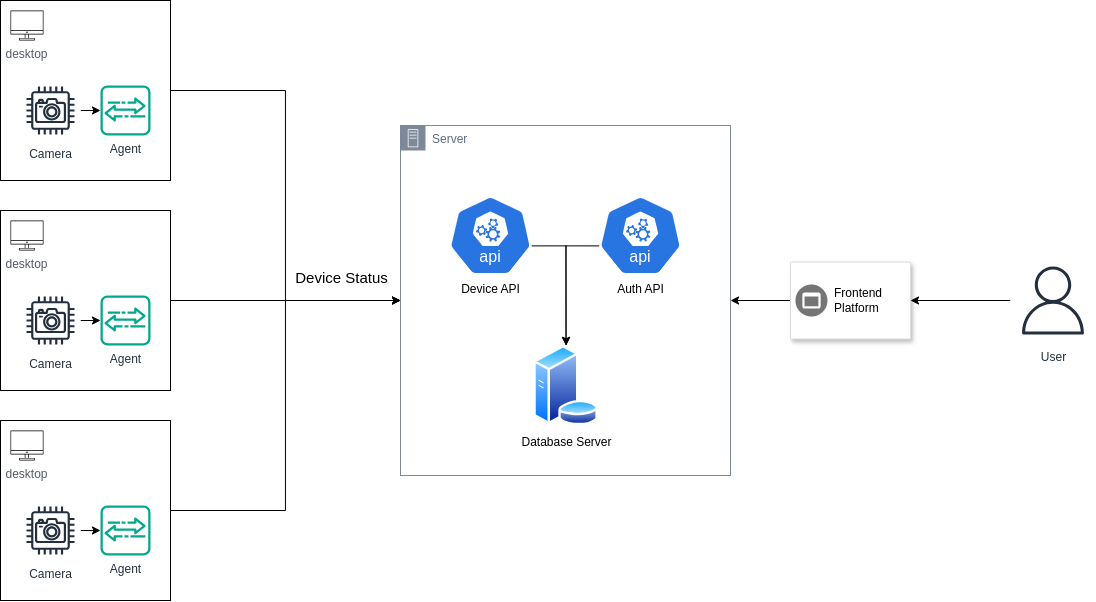 desktop
Camera
Agent
desktop
Camera
Agent
desktop
Camera
Agent
Device Status
Server
api
Device API
api
Auth API
Database Server
Frontend
Platform
User